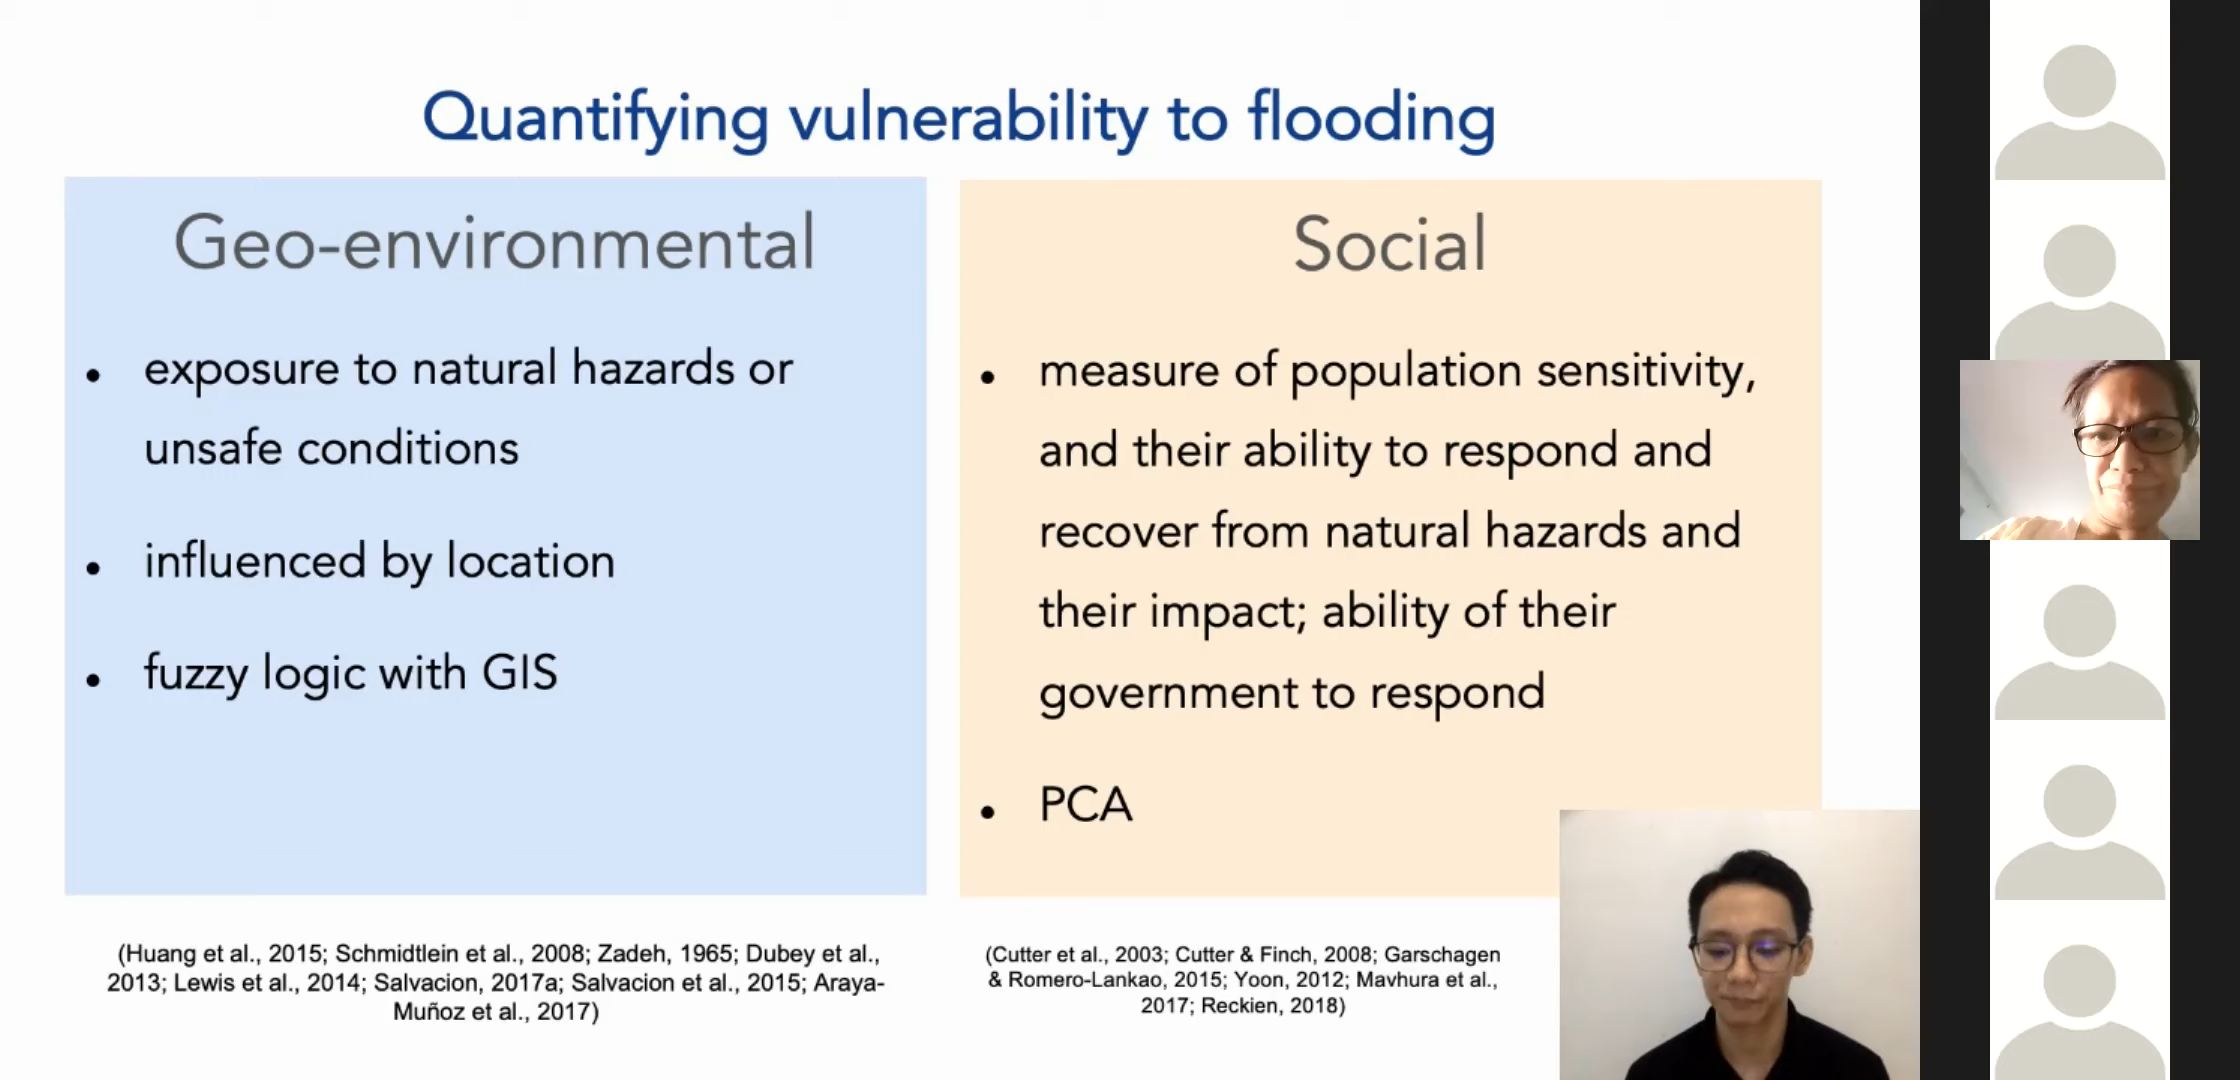 Quantifying vulnerability to flooding
Geo-environmental
• exposure to natural hazards or
unsafe conditions
• influenced by location
• fuzzy logic with GIS
(Huang et al., 2015; Schmidtlein et al., 2008; Zadeh, 1965; Dubey et al.,
2013; Lewis et al., 2014; Salvacion, 2017a; Salvacion et al., 2015; Araya-
Muñoz et al., 2017)
Social
• measure of population sensitivity,
and their ability to respond and
recover from natural hazards and
their impact; ability of their
government to respond
• PCA
(Cutter et al., 2003; Cutter & Finch, 2008; Garschagen
& Romero-Lankao, 2015; Yoon, 2012; Mavhura et al.,
2017; Reckien, 2018)